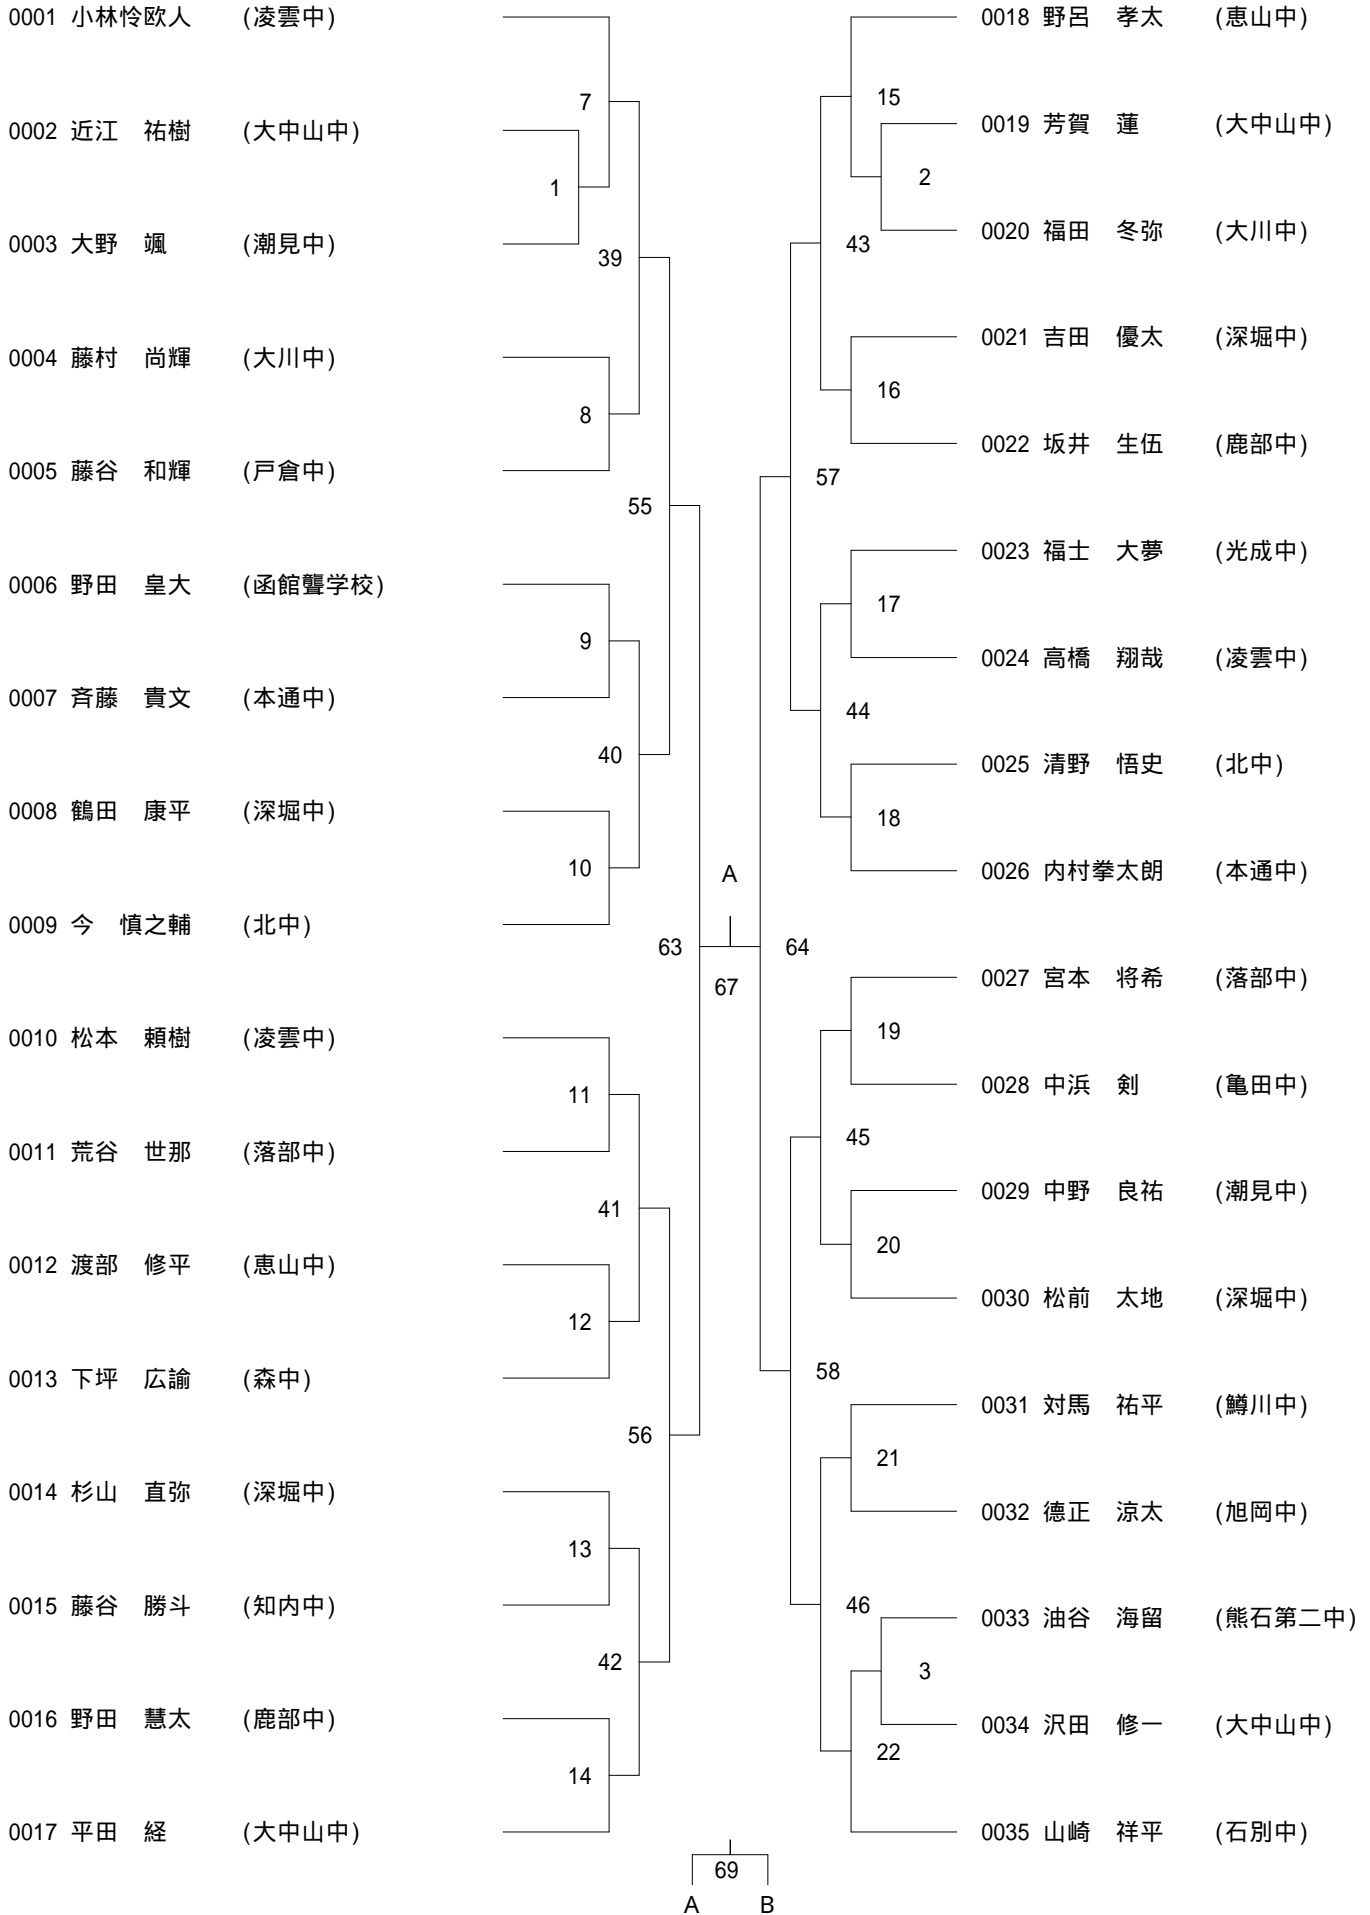 0001 小林怜欧人 (凌雲中)
7
0002 近江 祐樹 (大中山中)
1
0003 大野 颯 (潮見中)
39
0004 藤村 尚輝 (大川中)
8
0005 藤谷 和輝 (戸倉中)
55
0006 野田 皇大 (函館聾学校)
9
0007 斉藤 貴文 (本通中)
40
0008 鶴田 康平 (深堀中)
10
0009 今 慎之輔 (北中)
63
0010 松本 頼樹 (凌雲中)
11
0011 荒谷 世那 (落部中)
41
0012 渡部 修平 (恵山中)
12
0013 下坪 広諭 (森中)
56
0014 杉山 直弥 (深堀中)
13
0015 藤谷 勝斗 (知内中)
42
0016 野田 慧太 (鹿部中)
14
0017 平田 経 (大中山中)
A
67
69
A B
0018 野呂 孝太 (恵山中)
15
0019 芳賀 蓮 (大中山中)
2
0020 福田 冬弥 (大川中)
43
0021 吉田 優太 (深堀中)
16
0022 坂井 生伍 (鹿部中)
57
0023 福士 大夢 (光成中)
17
0024 高橋 翔哉 (凌雲中)
44
0025 清野 悟史 (北中)
18
0026 内村拳太朗 (本通中)
64
0027 宮本 将希 (落部中)
19
0028 中浜 剣 (亀田中)
45
0029 中野 良祐 (潮見中)
20
0030 松前 太地 (深堀中)
58
0031 対馬 祐平 (鱒川中)
21
0032 德正 涼太 (旭岡中)
46
0033 油谷 海留 (熊石第二中)
3
0034 沢田 修一 (大中山中)
22
0035 山崎 祥平 (石別中)